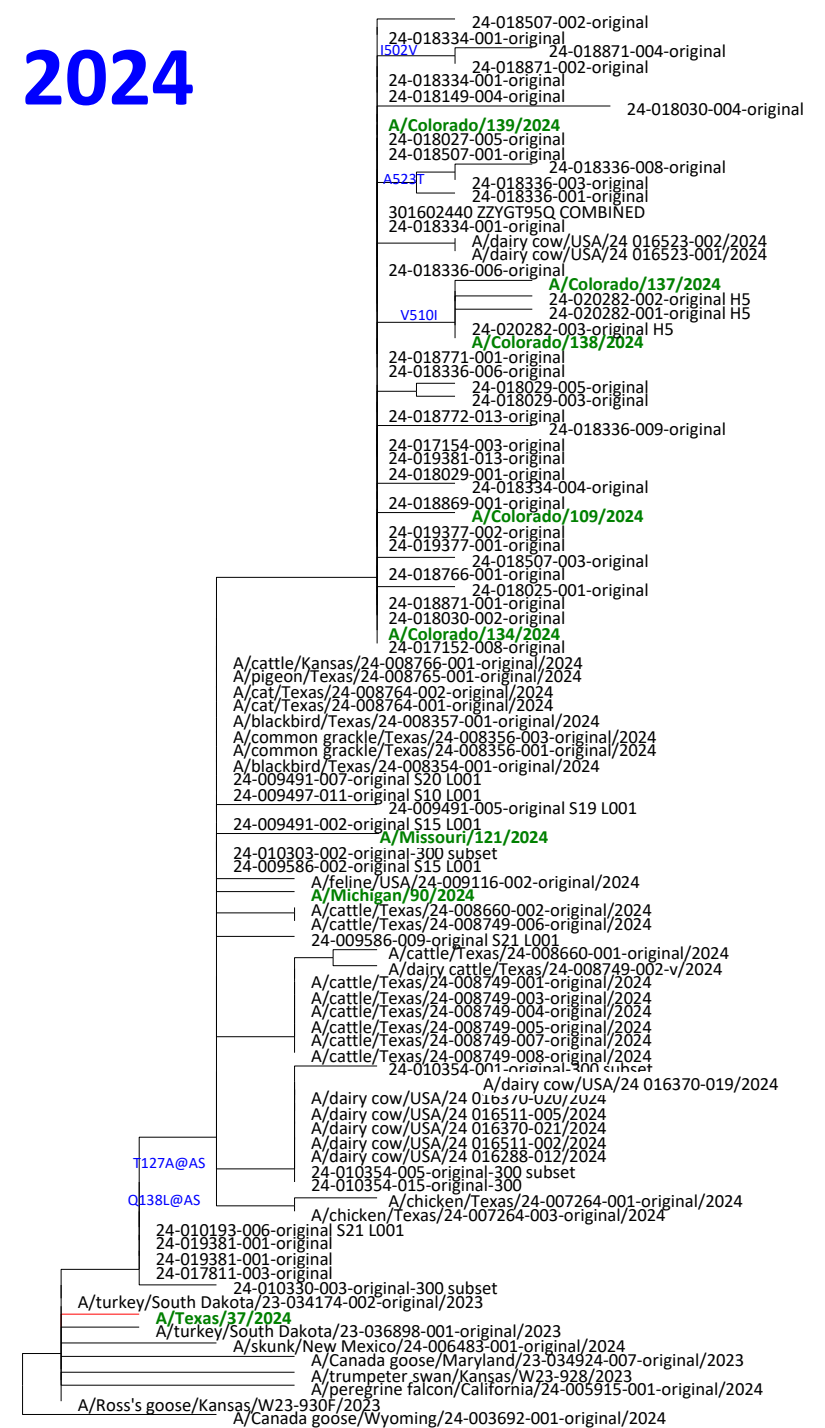 2024
24-018507-002-original
24-018334-001-original
I502V
24-018871-004-original
24-018871-002-original
24-018334-001-original
24-018149-004-original
24-018030-004-original
A/Colorado/139/2024
24-018027-005-original
24-018507-001-original
24-018336-008-original
A523T
24-018336-003-original
24-018336-001-original
301602440 ZZYGT95Q COMBINED
24-018334-001-original
A/dairy cow/USA/24 016523-002/2024
A/dairy cow/USA/24 016523-001/2024
24-018336-006-original
A/Colorado/137/2024
24-020282-002-original H5
24-020282-001-original H5
V510I
24-020282-003-original H5
A/Colorado/138/2024
24-018771-001-original
24-018336-006-original
24-018029-005-original
24-018029-003-original
24-018772-013-original
24-018336-009-original
24-017154-003-original
24-019381-013-original
24-018029-001-original
24-018334-004-original
24-018869-001-original
A/Colorado/109/2024
24-019377-002-original
24-019377-001-original
24-018507-003-original
24-018766-001-original
24-018025-001-original
24-018871-001-original
24-018030-002-original
A/Colorado/134/2024
24-017152-008-original
A/cattle/Kansas/24-008766-001-original/2024
A/pigeon/Texas/24-008765-001-original/2024
A/cat/Texas/24-008764-002-original/2024
A/cat/Texas/24-008764-001-original/2024
A/blackbird/Texas/24-008357-001-original/2024
A/common grackle/Texas/24-008356-003-original/2024
A/common grackle/Texas/24-008356-001-original/2024
A/blackbird/Texas/24-008354-001-original/2024
24-009491-007-original S20 L001
24-009497-011-original S10 L001
24-009491-005-original S19 L001
24-009491-002-original S15 L001
A/Missouri/121/2024
24-010303-002-original-300 subset
24-009586-002-original S15 L001
A/feline/USA/24-009116-002-original/2024
A/Michigan/90/2024
A/cattle/Texas/24-008660-002-original/2024
A/cattle/Texas/24-008749-006-original/2024
24-009586-009-original S21 L001
A/cattle/Texas/24-008660-001-original/2024
A/dairy cattle/Texas/24-008749-002-v/2024
A/cattle/Texas/24-008749-001-original/2024
A/cattle/Texas/24-008749-003-original/2024
A/cattle/Texas/24-008749-004-original/2024
A/cattle/Texas/24-008749-005-original/2024
A/cattle/Texas/24-008749-007-original/2024
A/cattle/Texas/24-008749-008-original/2024
24-010354-001-original-300 subset
A/dairy cow/USA/24 016370-019/2024
A/dairy cow/USA/24 016370-020/2024
A/dairy cow/USA/24 016511-005/2024
A/dairy cow/USA/24 016370-021/2024
A/dairy cow/USA/24 016511-002/2024
A/dairy cow/USA/24 016288-012/2024
T127A@AS
24-010354-005-original-300 subset
24-010354-015-original-300
Q138L@AS
A/chicken/Texas/24-007264-001-original/2024
A/chicken/Texas/24-007264-003-original/2024
24-010193-006-original S21 L001
24-019381-001-original
24-019381-001-original
24-017811-003-original
24-010330-003-original-300 subset
A/turkey/South Dakota/23-034174-002-original/2023
A/Texas/37/2024
A/turkey/South Dakota/23-036898-001-original/2023
A/skunk/New Mexico/24-006483-001-original/2024
A/Canada goose/Maryland/23-034924-007-original/2023
A/trumpeter swan/Kansas/W23-928/2023
A/peregrine falcon/California/24-005915-001-original/2024
A/Ross's goose/Kansas/W23-930F/2023
A/Canada goose/Wyoming/24-003692-001-original/2024